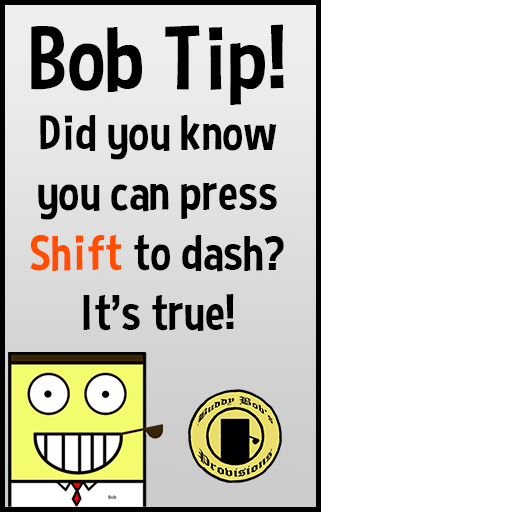 Bob Tip!
Did you know
you can press
Shift to dash?
It's true!
Bob
Buddy Bob's
Provisions